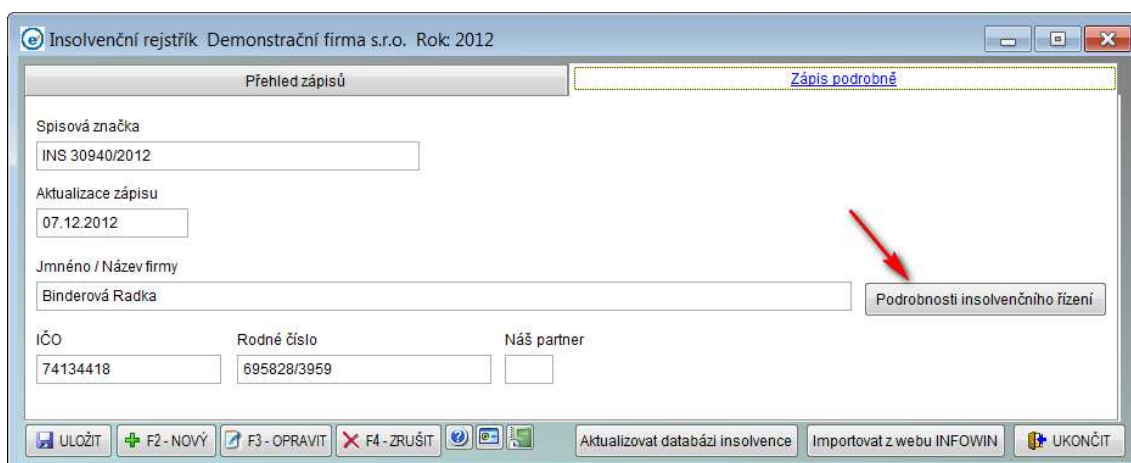 Insolvenční rejstřík Demonstrační firma s.r.o. Rok: 2012
Přehled zápisů
Zápis podrobně
Spisová značka
INS 30940/2012
Aktualizace zápisu
07.12.2012
Jmnéno / Název firmy
Binderová Radka
Podrobnosti insolvenčního řízení
IČO Rodné číslo Náš partner
74134418 695828/3959
ULOŽIT F2 - NOVÝ F3 - OPRAVIT F4 - ZRUŠIT Aktualizovat databázi insolvence Importovat z webu INFOWIN UKONČIT